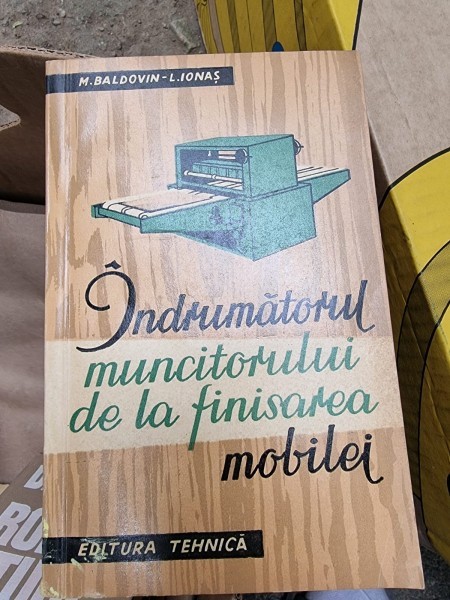 M. BALDOVIN - L. IONAȘ
Îndrumătorul
muncitorului
de la finisarea
mobilei
EDITURA TEHNICĂ